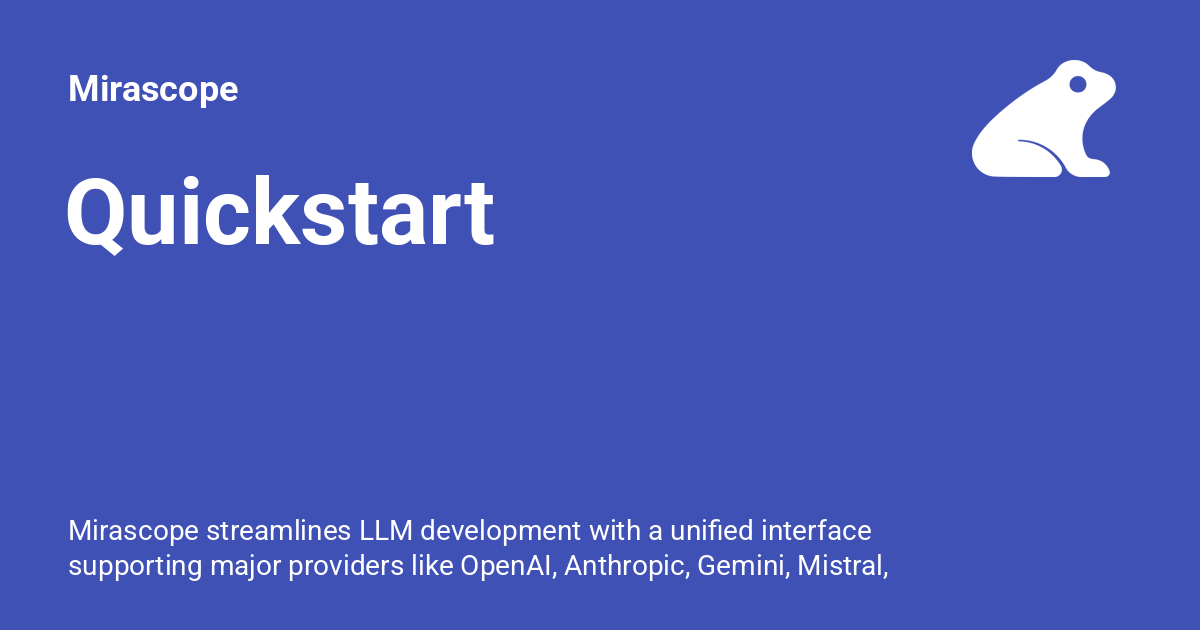 Mirascope
Quickstart
Mirascope streamlines LLM development with a unified interface
supporting major providers like OpenAI, Anthropic, Gemini, Mistral,